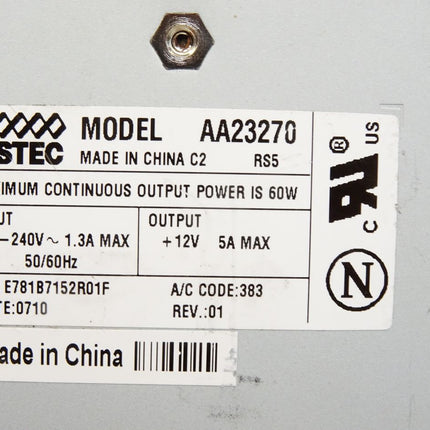 STEC MODEL AA23270
MADE IN CHINA C2 RS5
IMUM CONTINUOUS OUTPUT POWER IS 60W
UT OUTPUT
–240V~ 1.3A MAX +12V 5A MAX
50/60Hz
E781B7152R01F A/C CODE:383
TE:0710 REV.:01
ade in China
C UR ® US
N